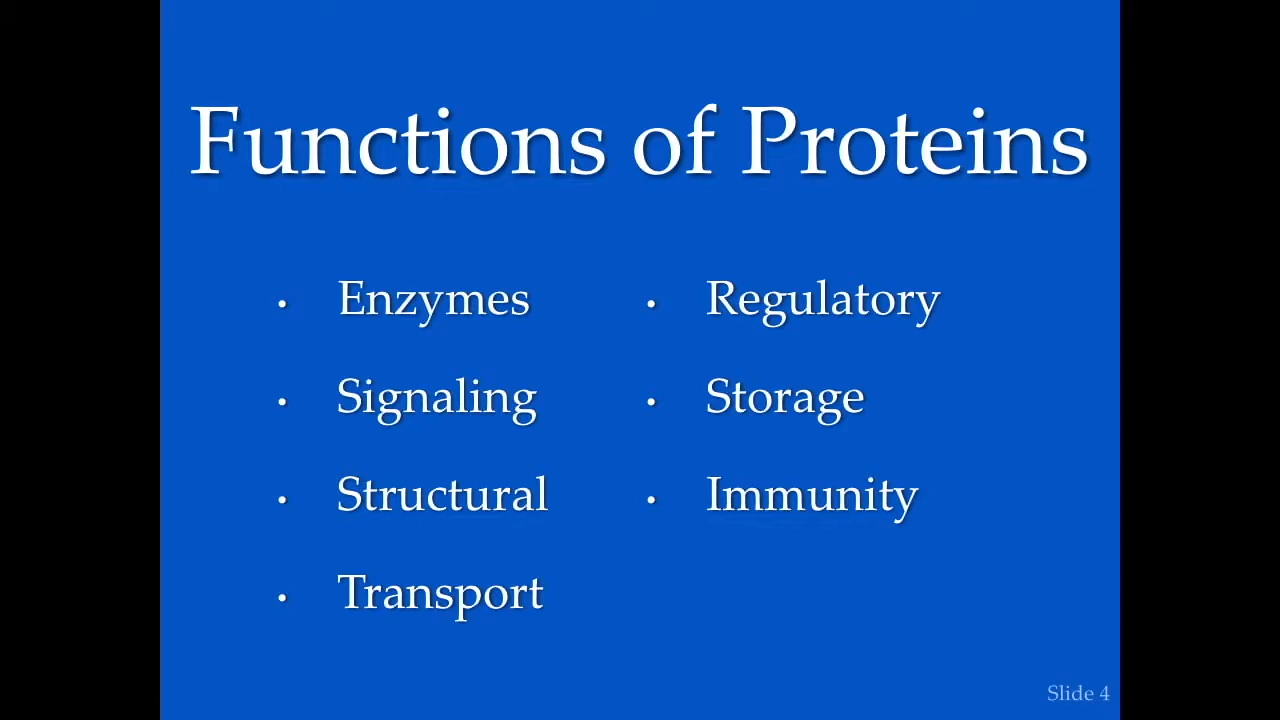 Functions of Proteins
• Enzymes
• Signaling
• Structural
• Transport
• Regulatory
• Storage
• Immunity
Slide 4